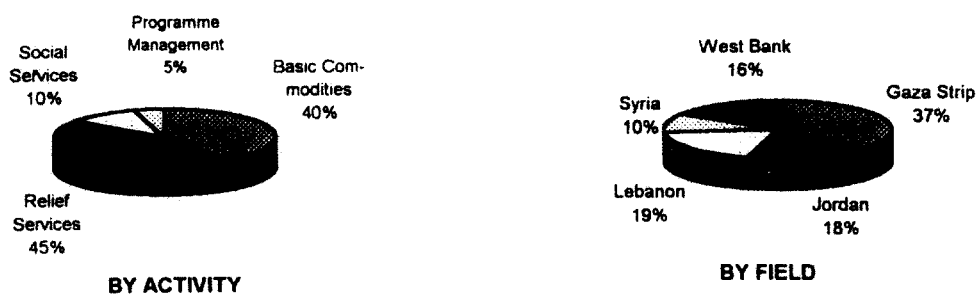 Programme
Management
5%
Social
Services
10%
Basic Com-
modities
40%
Relief
Services
45%
BY ACTIVITY
West Bank
16%
Gaza Strip
37%
Syria
10%
Lebanon
19%
Jordan
18%
BY FIELD